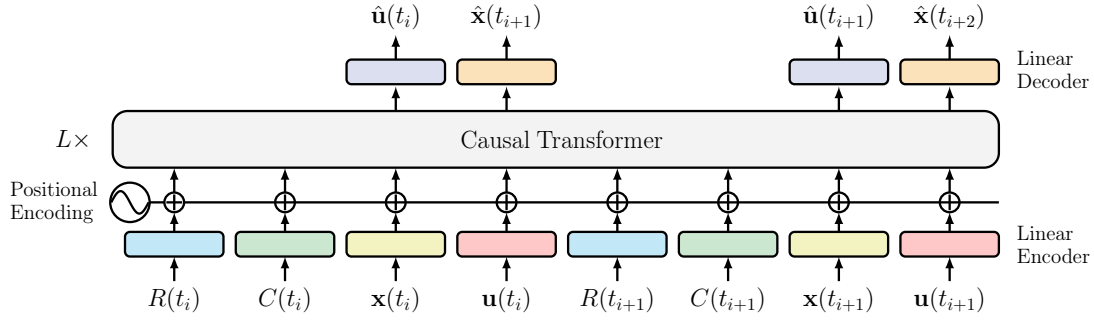 û(tᵢ) x̂(tᵢ₊₁) û(tᵢ₊₁) x̂(tᵢ₊₂)
Linear
Decoder
L× Causal Transformer
Positional
Encoding
Linear
Encoder
R(tᵢ) C(tᵢ) x(tᵢ) u(tᵢ) R(tᵢ₊₁) C(tᵢ₊₁) x(tᵢ₊₁) u(tᵢ₊₁)